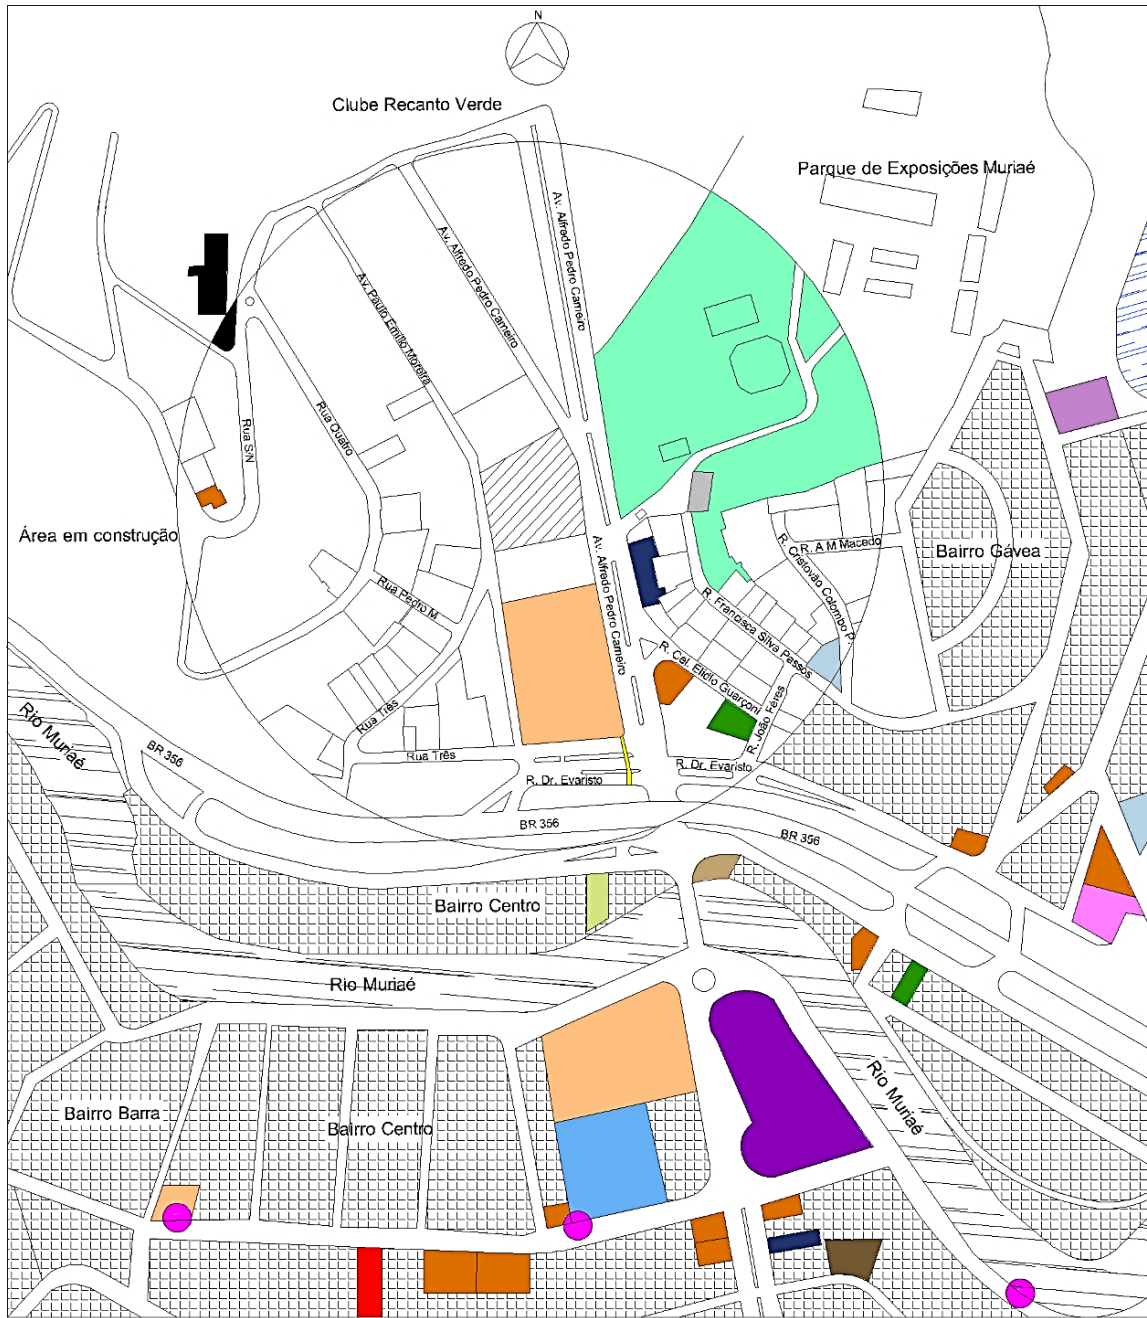 N
Clube Recanto Verde
Parque de Exposições Muriaé
Av. Alfredo Pedro Carneiro
Av. Alfredo Pedro Carneiro
Av. Paulo Emilio Moreira
Rua Quatro
Rua S/N
Área em construção
Av. Alfredo Pedro Carneiro
R. A M Macedo
Bairro Gávea
R. Cristovão Colombo P.
Rua Pedro M
R. Francisca Silva Passos
R. Cel. Elidio Guarçoni
R. João Féres
Rua Três
Rio Muriaé
BR 356
Rua Três
R. Dr. Evaristo
R. Dr. Evaristo
BR 356
BR 356
Bairro Centro
Rio Muriaé
Rio Muriaé
Bairro Barra
Bairro Centro